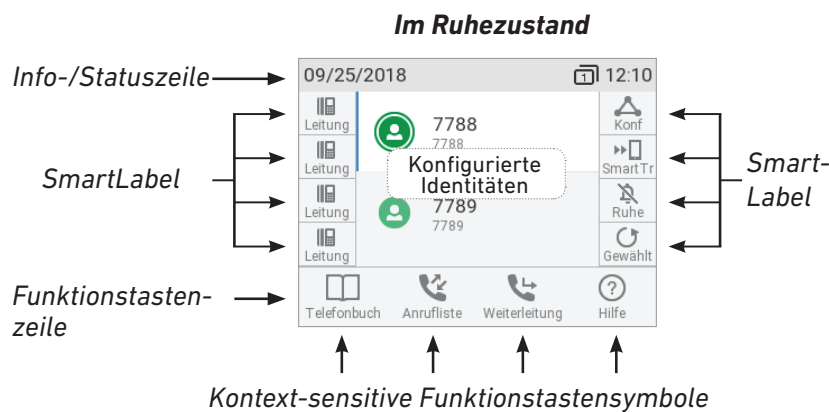 Im Ruhezustand
Info-/Statuszeile
09/25/2018
1
12:10
Leitung
7788
7788
Konf
Leitung
Konfigurierte
Identitäten
SmartTr
SmartLabel
Smart-
Label
Leitung
7789
7789
Ruhe
Leitung
Gewählt
Funktionstasten-
zeile
Telefonbuch
Anrufliste
Weiterleitung
?
Hilfe
Kontext-sensitive Funktionstastensymbole